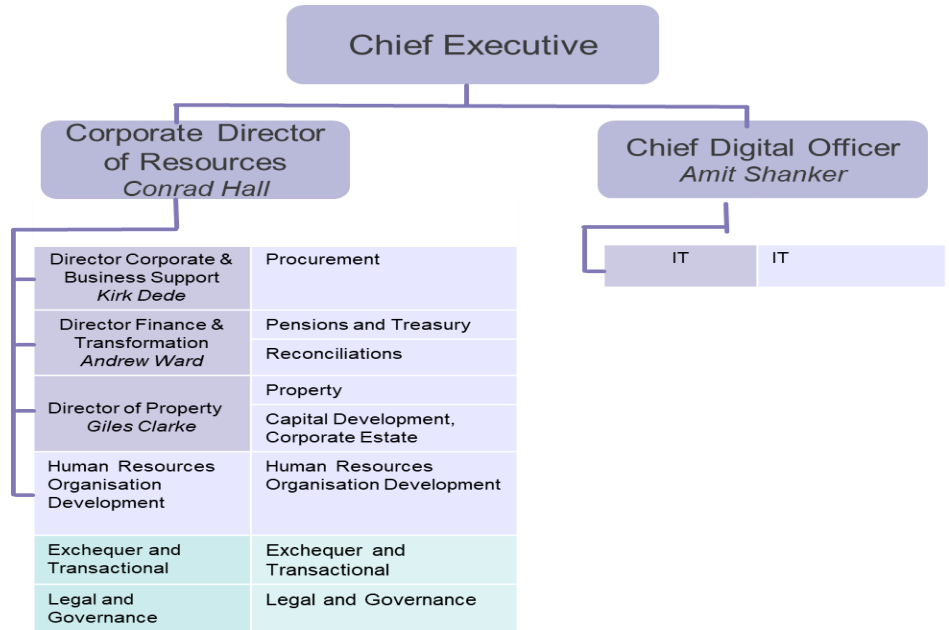 Chief Executive
Corporate Director
of Resources
Conrad Hall
Chief Digital Officer
Amit Shanker
Director Corporate &
Business Support
Kirk Dede
Procurement
Director Finance &
Transformation
Andrew Ward
Pensions and Treasury
Reconciliations
Director of Property
Giles Clarke
Property
Capital Development,
Corporate Estate
Human Resources
Organisation
Development
Human Resources
Organisation Development
Exchequer and
Transactional
Exchequer and
Transactional
Legal and
Governance
Legal and Governance
IT
IT